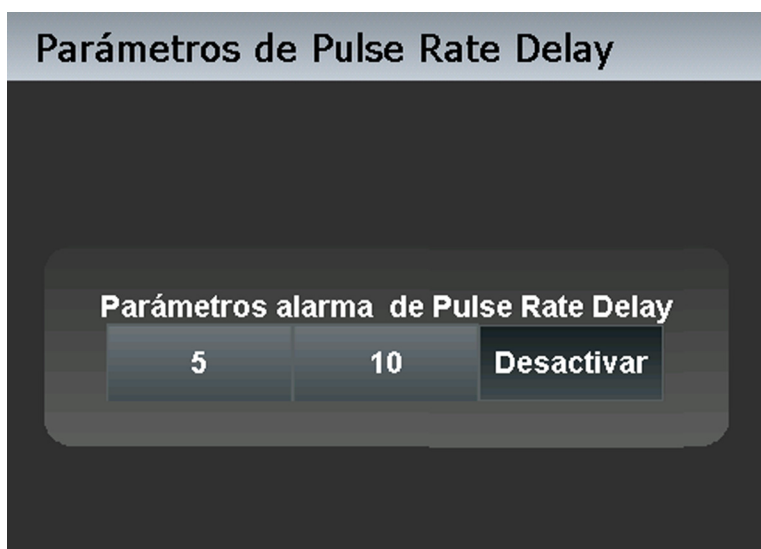 Parámetros de Pulse Rate Delay
Parámetros alarma de Pulse Rate Delay
5 10 Desactivar